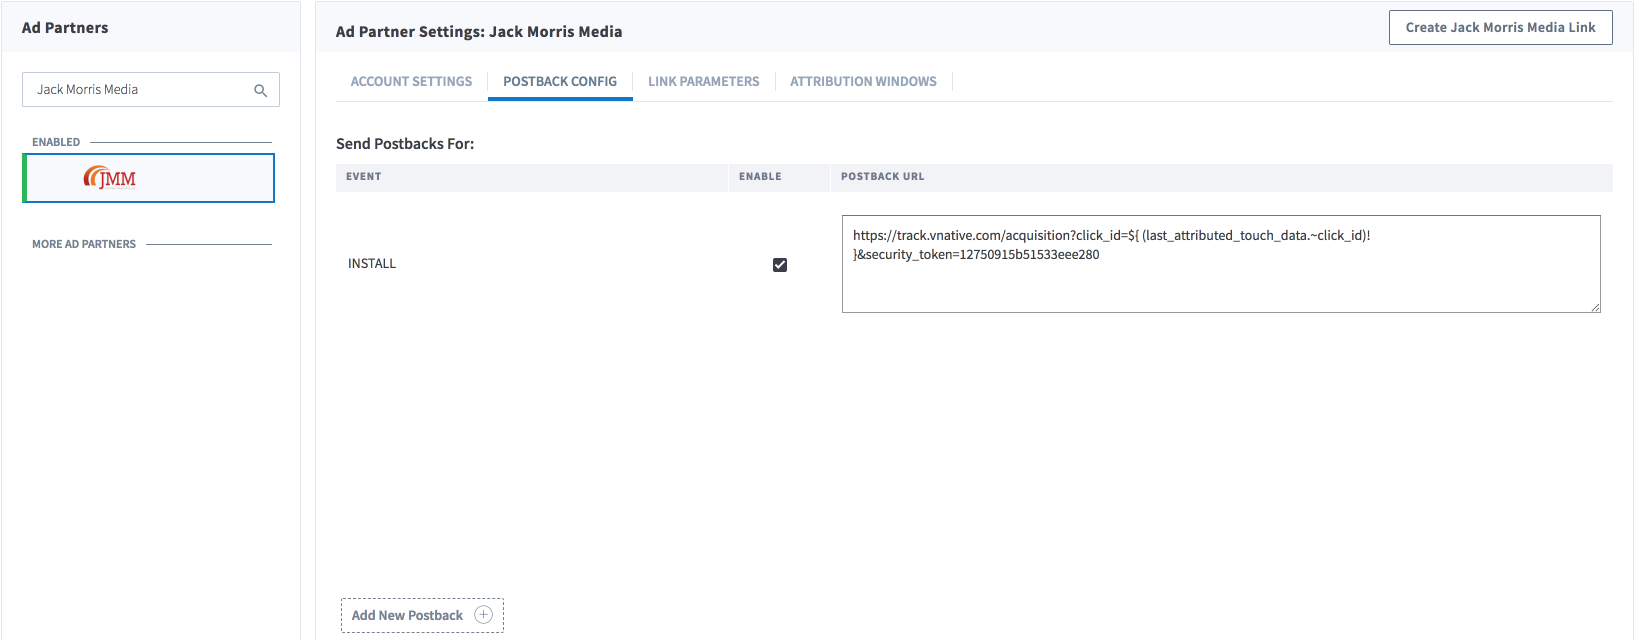 Ad Partners
Jack Morris Media
ENABLED
JMM
MORE AD PARTNERS
Ad Partner Settings: Jack Morris Media
Create Jack Morris Media Link
ACCOUNT SETTINGS
POSTBACK CONFIG
LINK PARAMETERS
ATTRIBUTION WINDOWS
Send Postbacks For:
EVENT
ENABLE
POSTBACK URL
INSTALL
https://track.vnative.com/acquisition?click_id=${ (last_attributed_touch_data.~click_id)!
}&security_token=12750915b51533eee280
Add New Postback